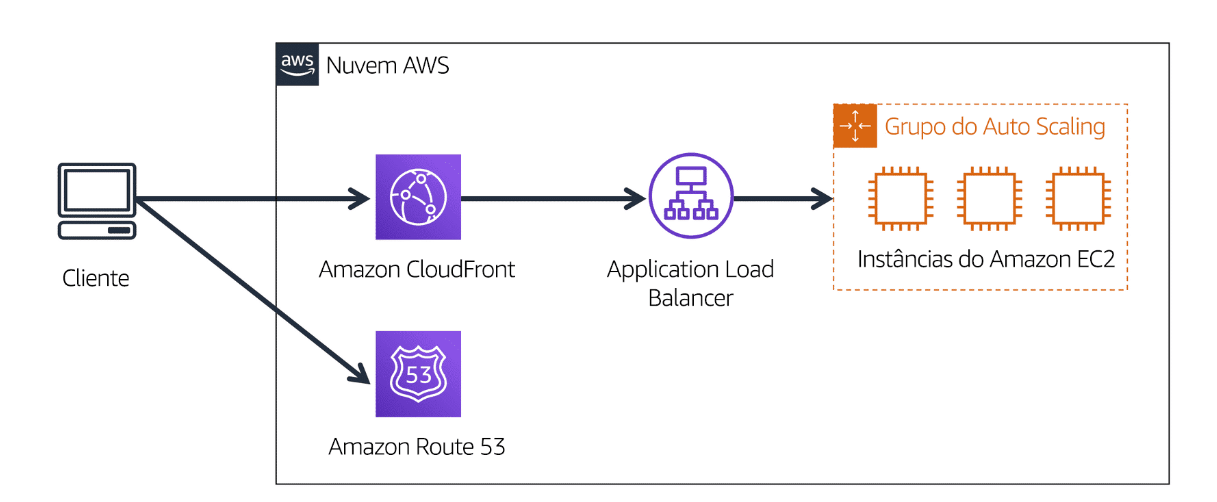 aws
Nuvem AWS
Grupo do Auto Scaling
Cliente
Amazon CloudFront
Application Load
Balancer
Instâncias do Amazon EC2
53
Amazon Route 53